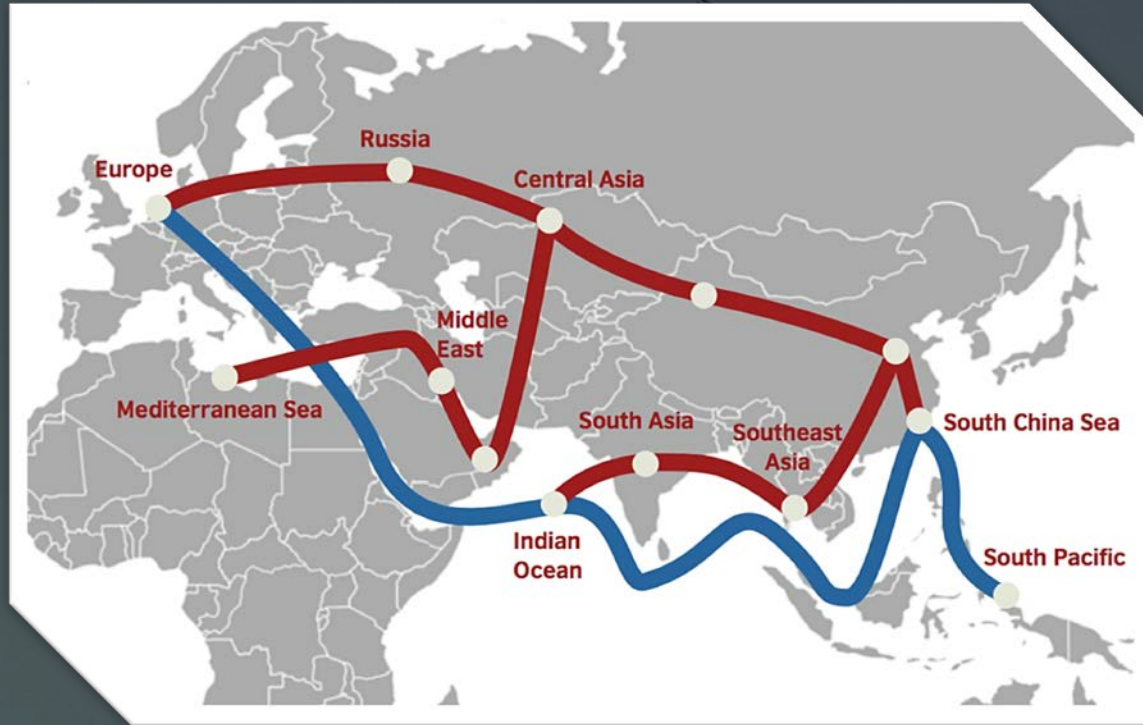 Russia
Europe
Central Asia
Middle
East
Mediterranean Sea
South Asia
Southeast
Asia
South China Sea
Indian
Ocean
South Pacific